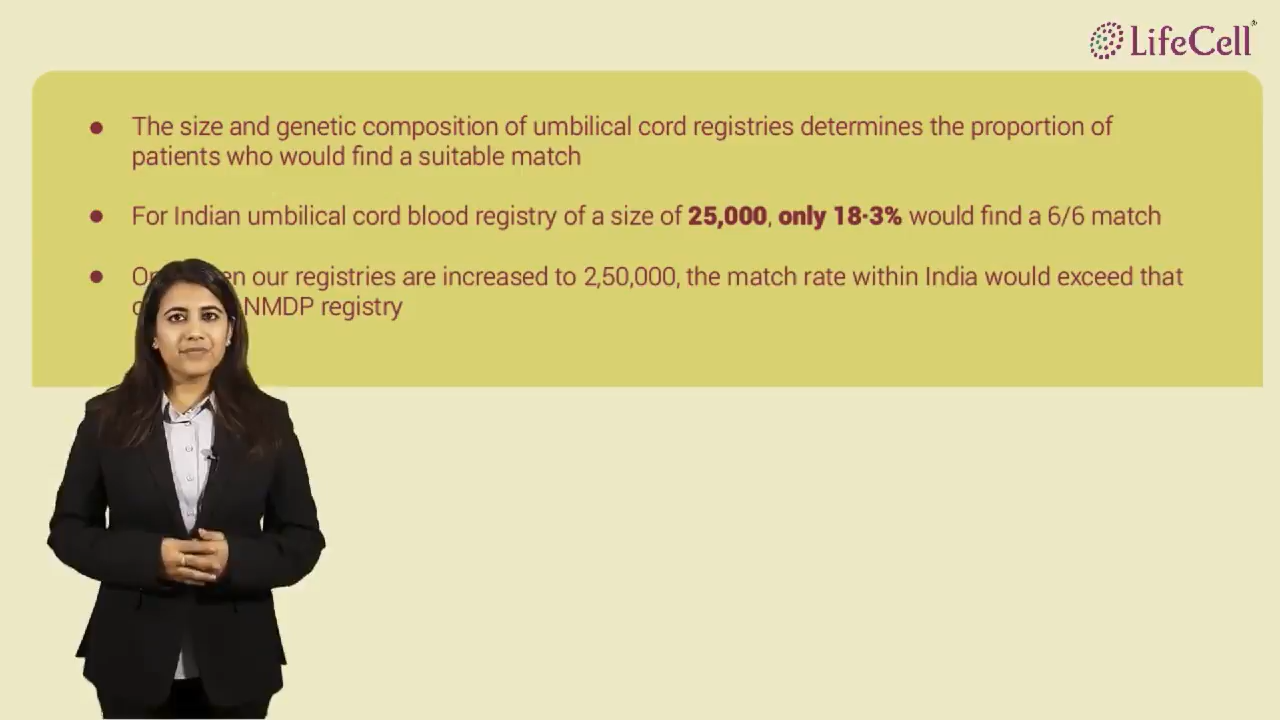 LifeCell®
● The size and genetic composition of umbilical cord registries determines the proportion of
patients who would find a suitable match
● For Indian umbilical cord blood registry of a size of 25,000, only 18·3% would find a 6/6 match
● our registries are increased to 2,50,000, the match rate within India would exceed that
NMDP registry